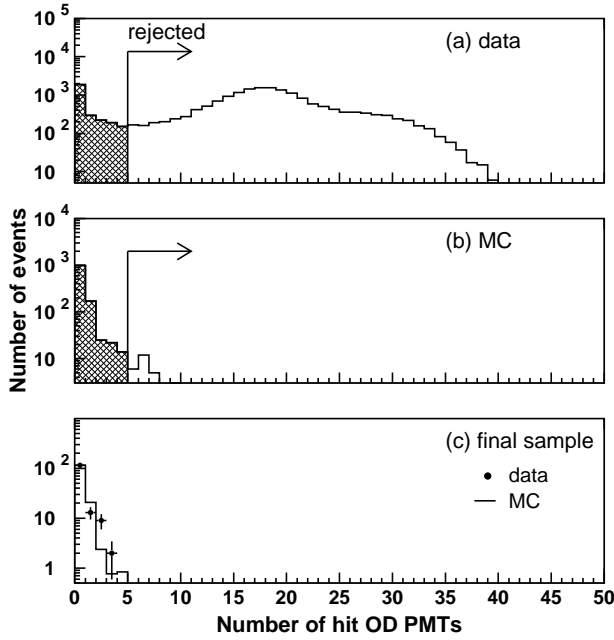 Number of events
10^5
rejected
(a) data
10^4
10^3
10^2
10
10^4
(b) MC
10^3
10^2
10
(c) final sample
data
MC
10^2
10
1
0 5 10 15 20 25 30 35 40 45 50
Number of hit OD PMTs